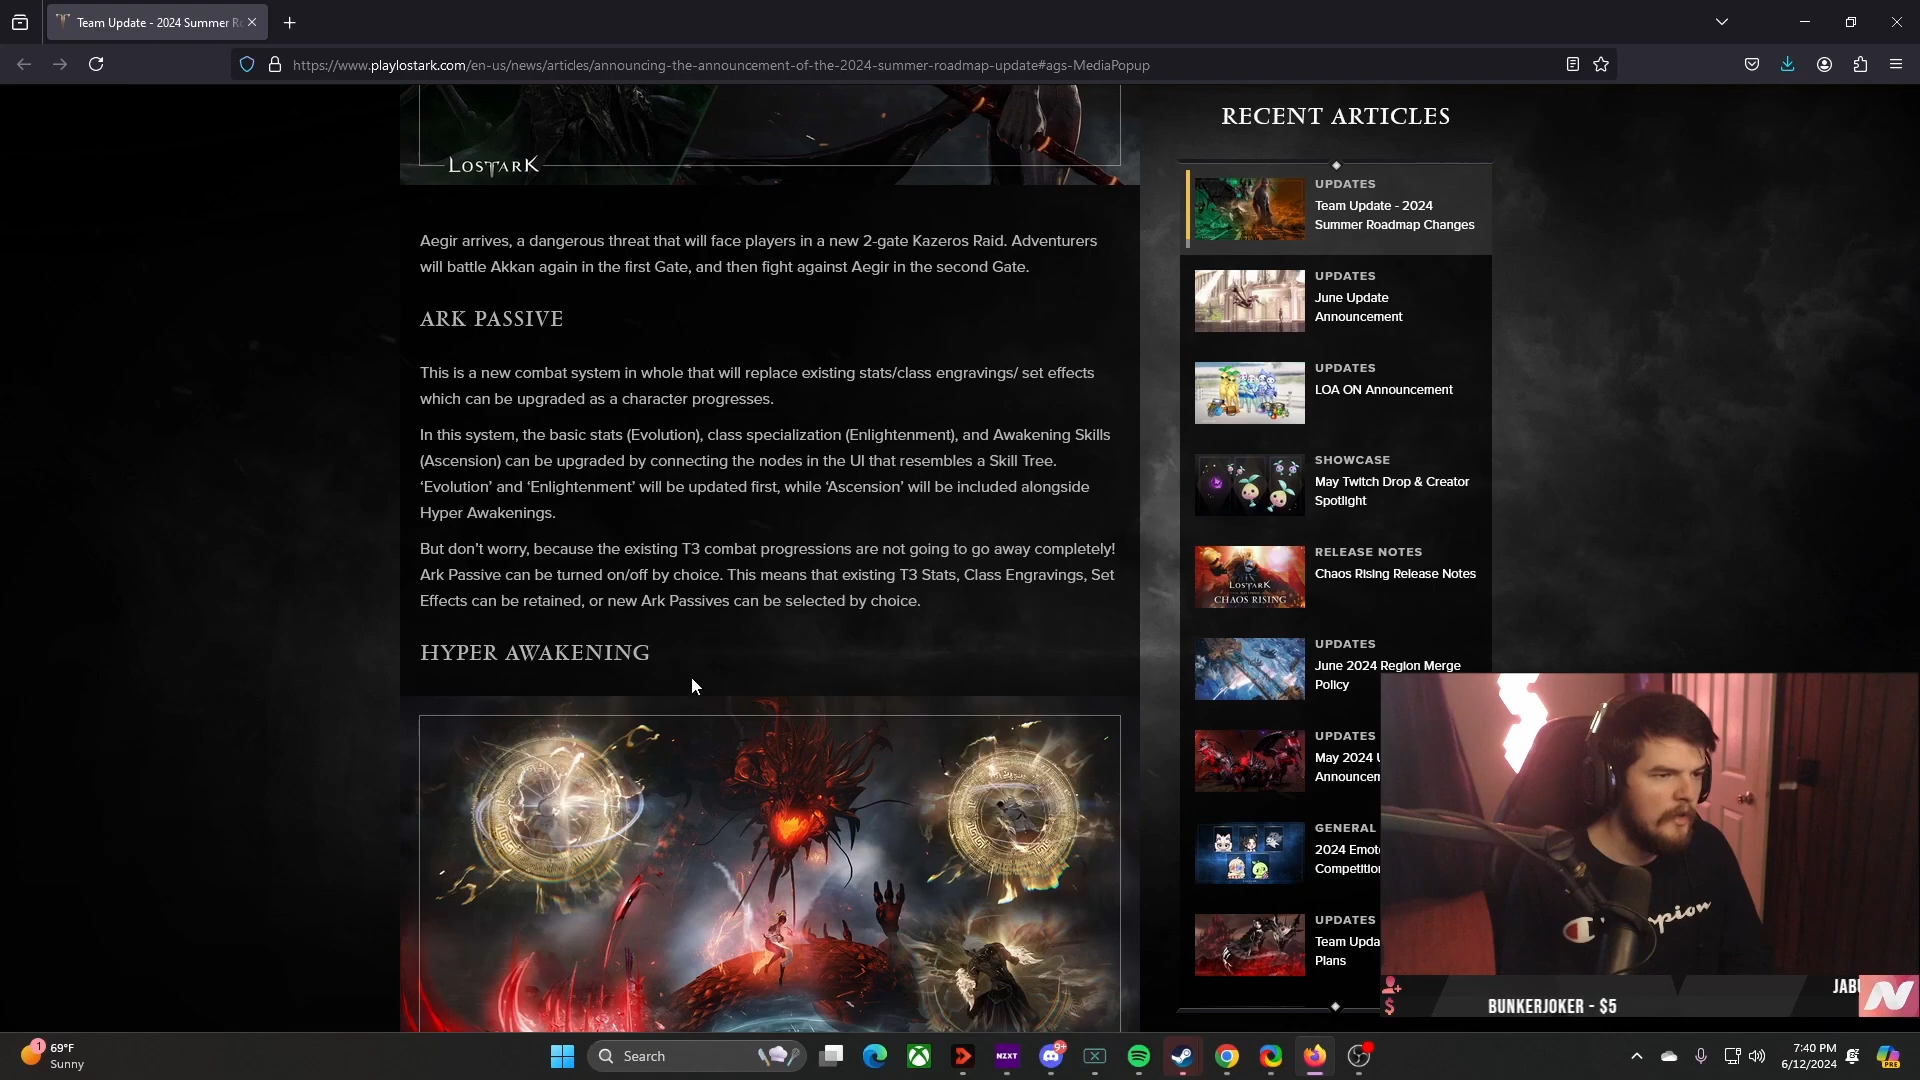 Team Update - 2024 Summer R
https://www.playlostark.com/en-us/news/articles/announcing-the-announcement-of-the-2024-summer-roadmap-update#ags-MediaPopup
LOSTARK
Aegir arrives, a dangerous threat that will face players in a new 2-gate Kazeros Raid. Adventurers
will battle Akkan again in the first Gate, and then fight against Aegir in the second Gate.
ARK PASSIVE
This is a new combat system in whole that will replace existing stats/class engravings/ set effects
which can be upgraded as a character progresses.
In this system, the basic stats (Evolution), class specialization (Enlightenment), and Awakening Skills
(Ascension) can be upgraded by connecting the nodes in the UI that resembles a Skill Tree.
‘Evolution’ and ‘Enlightenment’ will be updated first, while ‘Ascension’ will be included alongside
Hyper Awakenings.
But don’t worry, because the existing T3 combat progressions are not going to go away completely!
Ark Passive can be turned on/off by choice. This means that existing T3 Stats, Class Engravings, Set
Effects can be retained, or new Ark Passives can be selected by choice.
HYPER AWAKENING
RECENT ARTICLES
UPDATES
Team Update - 2024
Summer Roadmap Changes
UPDATES
June Update
Announcement
UPDATES
LOA ON Announcement
SHOWCASE
May Twitch Drop & Creator
Spotlight
LOSTARK
CHAOS RISING
RELEASE NOTES
Chaos Rising Release Notes
UPDATES
June 2024 Region Merge
Policy
UPDATES
May 2024 U
Announcem
GENERAL
2024 Emot
Competitio
UPDATES
Team Upda
Plans
Champion
JABU
BUNKERJOKER - $5
$
1
69°F
Sunny
Search
NZXT
9+
7:40 PM
6/12/2024
PRE